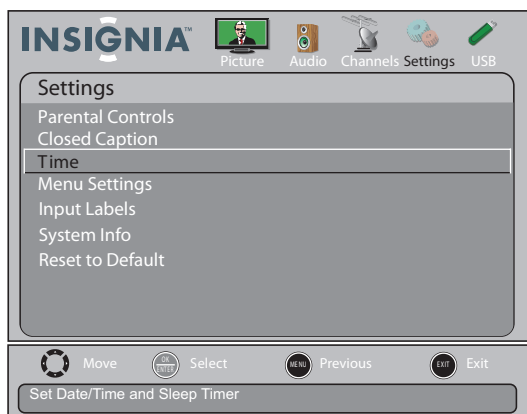 INSIGNIA™
Picture Audio Channels Settings USB
Settings
Parental Controls
Closed Caption
Time
Menu Settings
Input Labels
System Info
Reset to Default
Move OK ENTER Select MENU Previous EXIT Exit
Set Date/Time and Sleep Timer